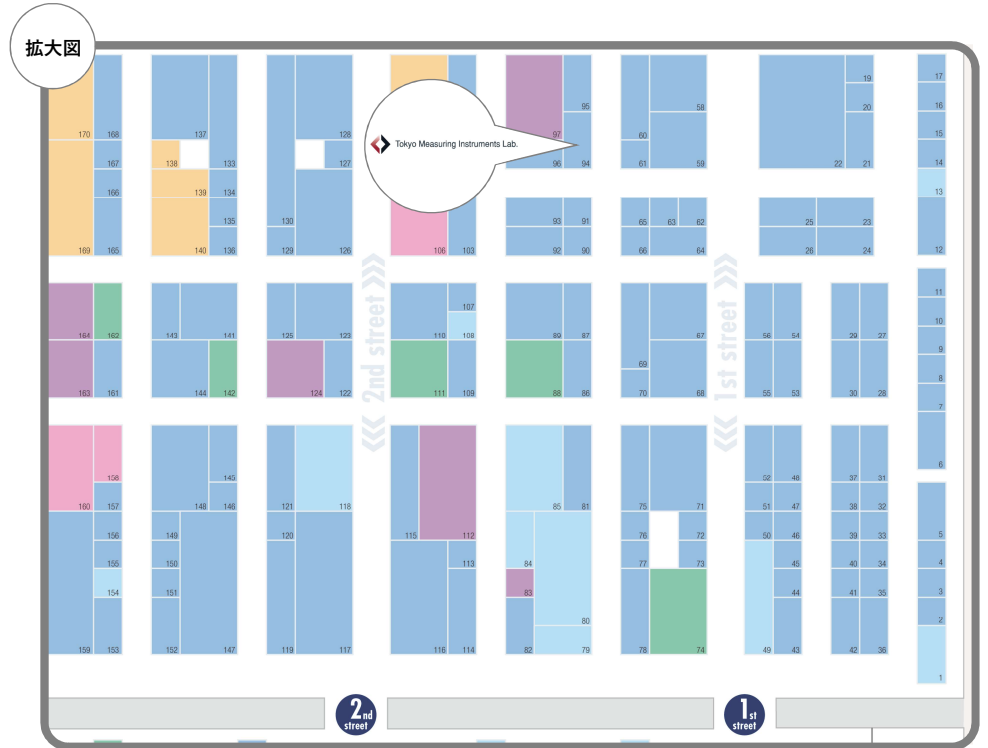 拡大図
19 17
20 16
170 168 137 128 97 95 60 58 15
138 167 133 127 Tokyo Measuring Instruments Lab. 96 94 61 59 22 21 14
139 166 134 13
135 130 93 91 65 63 62 25 23
169 165 140 136 129 126 106 103 92 90 66 64 26 24 12
107 11
164 162 143 141 125 123 110 108 89 87 67 56 54 29 27 10
69 9
163 161 144 142 124 122 111 109 88 86 70 68 55 53 30 28 8
2nd street
1st street
7
158 145 52 48 37 31 6
160 157 148 146 121 118 85 81 75 71 51 47 38 32
156 149 120 115 112 76 72 50 46 39 33 5
155 150 113 84 77 73 45 40 34 4
154 151 83 44 41 35 3
80 2
159 153 152 147 119 117 116 114 82 79 78 74 49 43 42 36
1
2nd street
1st street